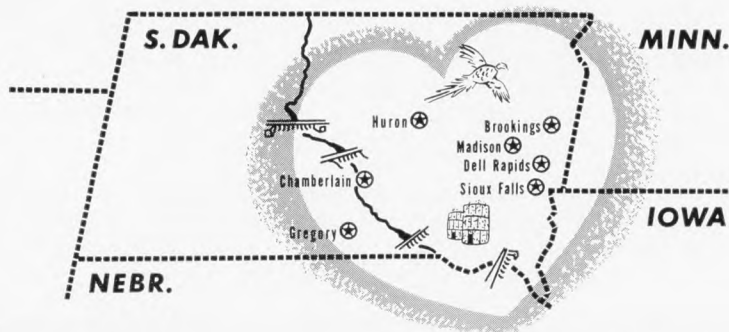 S. DAK.
MINN.
Huron
Brookings
Madison
Dell Rapids
Chamberlain
Sioux Falls
IOWA
Gregory
NEBR.